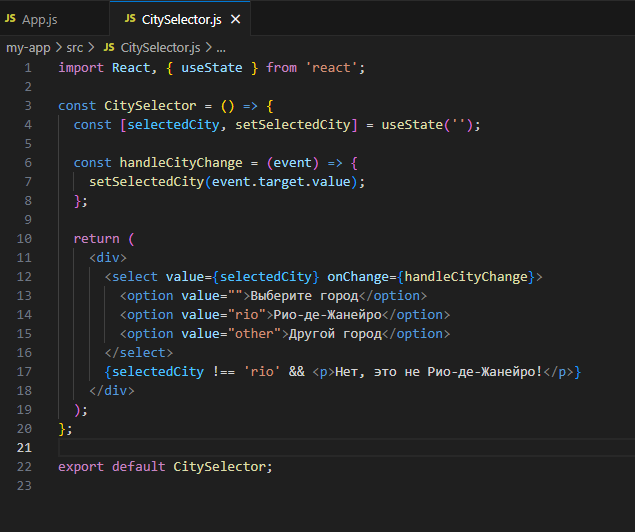 JS App.js JS CitySelector.js ×
my-app > src > JS CitySelector.js > ...
1 import React, { useState } from 'react';
2
3 const CitySelector = () => {
4 const [selectedCity, setSelectedCity] = useState('');
5
6 const handleCityChange = (event) => {
7 setSelectedCity(event.target.value);
8 };
9
10 return (
11 <div>
12 <select value={selectedCity} onChange={handleCityChange}>
13 <option value="">Выберите город</option>
14 <option value="rio">Рио-де-Жанейро</option>
15 <option value="other">Другой город</option>
16 </select>
17 {selectedCity !== 'rio' && <p>Нет, это не Рио-де-Жанейро!</p>}
18 </div>
19 );
20 };
21
22 export default CitySelector;
23